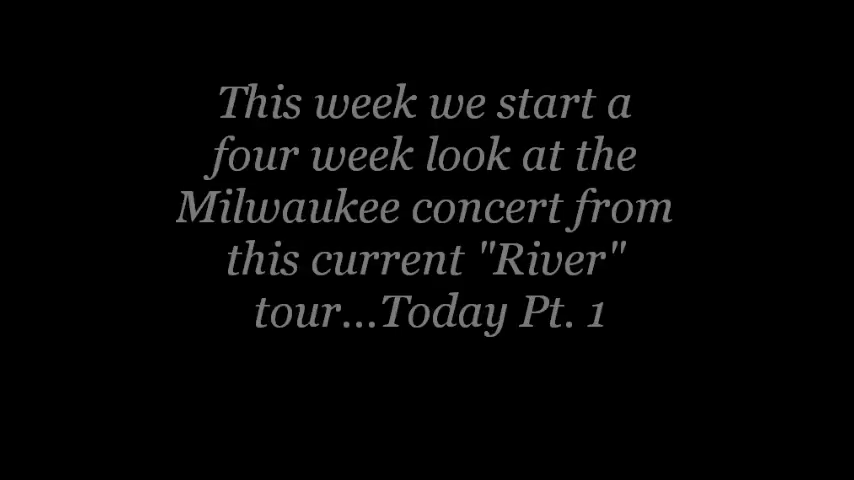 This week we start a
four week look at the
Milwaukee concert from
this current "River"
tour...Today Pt. 1